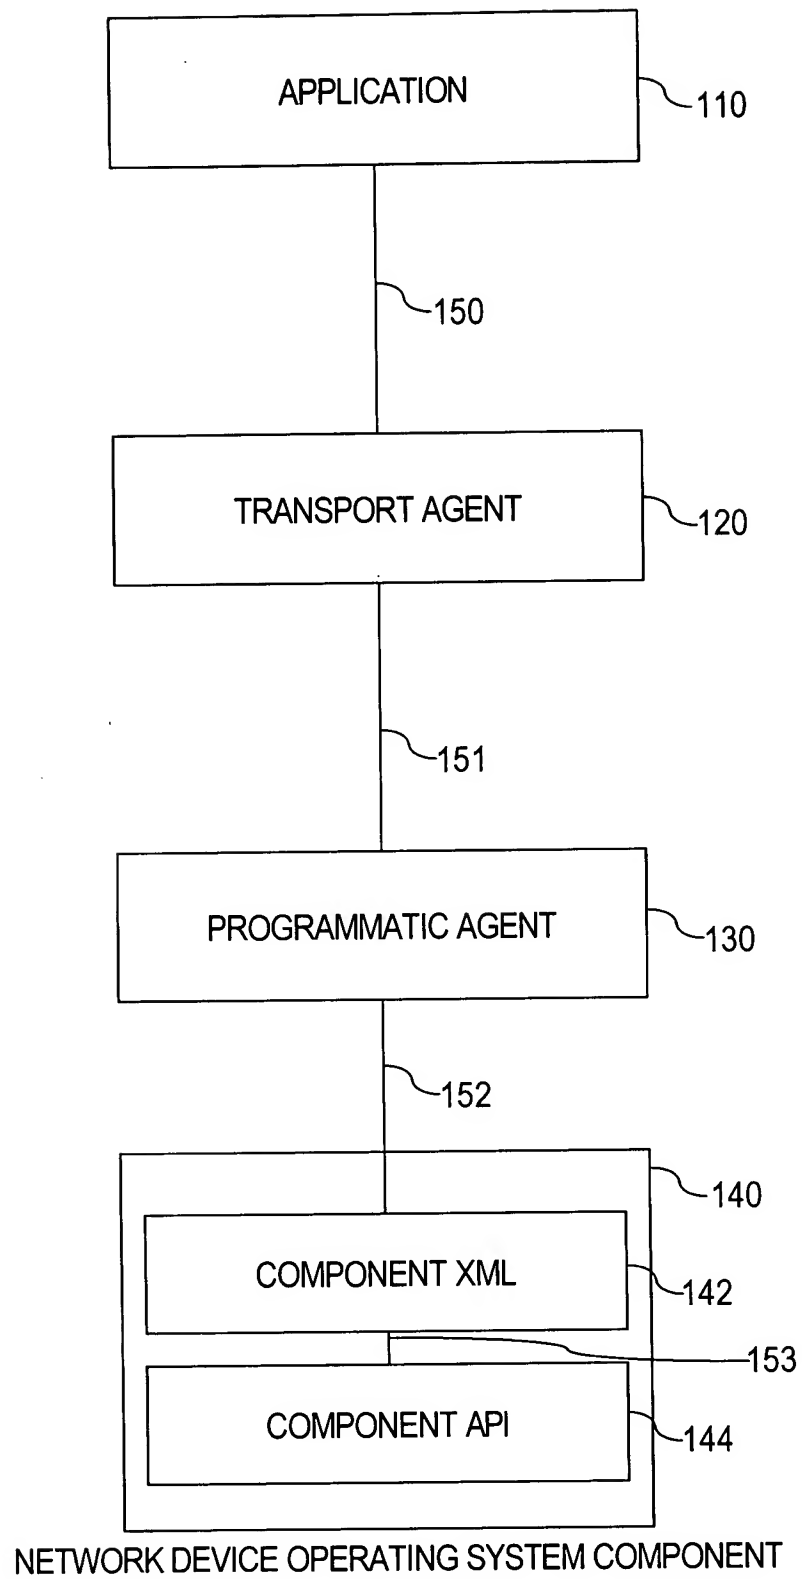 APPLICATION
110
150
TRANSPORT AGENT
120
151
PROGRAMMATIC AGENT
130
152
140
COMPONENT XML
142
153
COMPONENT API
144
NETWORK DEVICE OPERATING SYSTEM COMPONENT